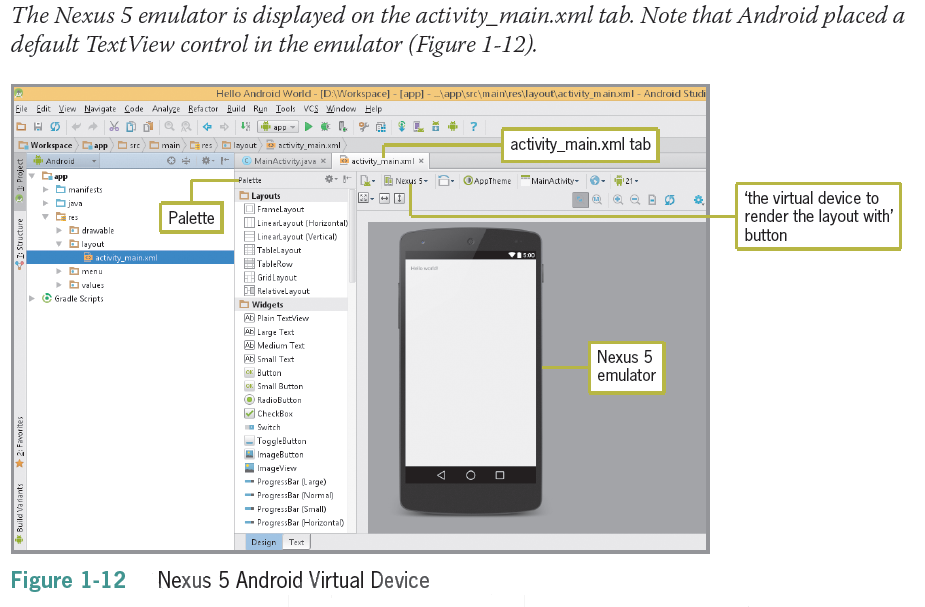 The Nexus 5 emulator is displayed on the activity_main.xml tab. Note that Android placed a
default TextView control in the emulator (Figure 1-12).
Hello Android World - [D:\Workspace] - [app] - ...\app\src\main\res\layout\activity_main.xml - Android Studi
File Edit View Navigate Code Analyze Refactor Build Run Tools VCS Window Help
app
Workspace app src main res layout activity_main.xml
activity_main.xml tab
1: Project
Android
MainActivity.java activity_main.xml
app
manifests
java
res
drawable
layout
activity_main.xml
menu
values
Gradle Scripts
Z: Structure
2: Favorites
Build Variants
Palette
Palette
Layouts
FrameLayout
LinearLayout (Horizontal)
LinearLayout (Vertical)
TableLayout
TableRow
GridLayout
RelativeLayout
Widgets
Plain TextView
Large Text
Medium Text
Small Text
Button
Small Button
RadioButton
CheckBox
Switch
ToggleButton
ImageButton
ImageView
ProgressBar (Large)
ProgressBar (Normal)
ProgressBar (Small)
ProgressBar (Horizontal)
Design Text
Nexus 5 AppTheme MainActivity 21
'the virtual device to
render the layout with'
button
5:00
Hello world!
Nexus 5
emulator
Figure 1-12 Nexus 5 Android Virtual Device